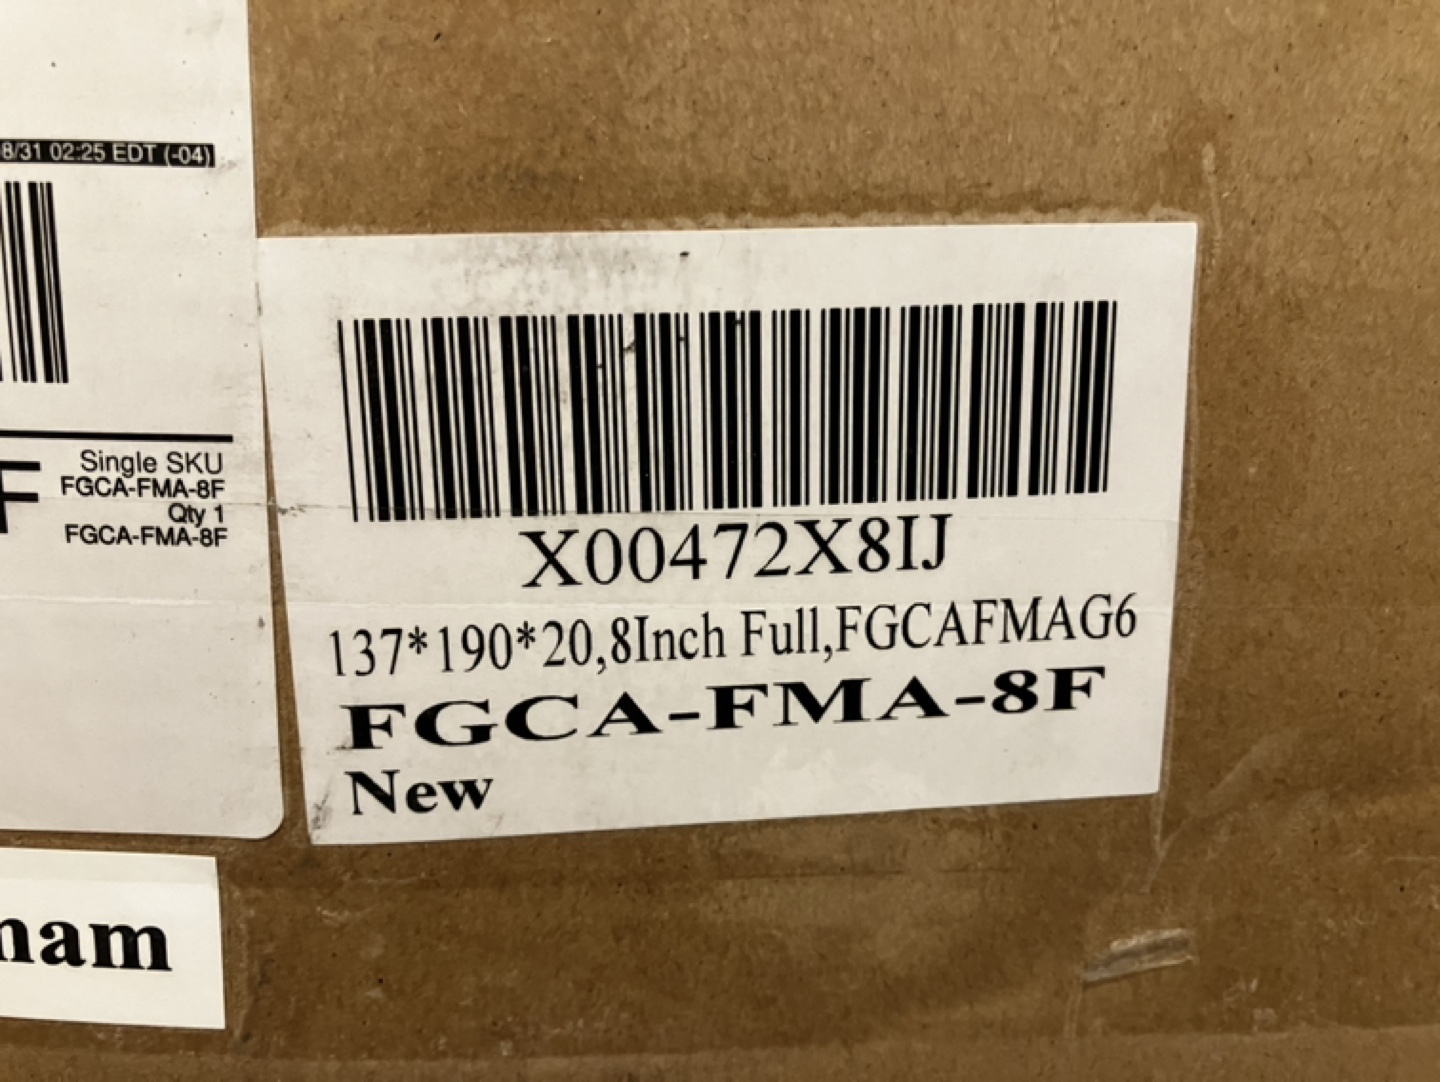 8/31 02:25 EDT (-04)
F
Single SKU
FGCA-FMA-8F
Qty 1
FGCA-FMA-8F
X00472X8IJ
137*190*20,8Inch Full,FGCAFMAG6
FGCA-FMA-8F
New
nam